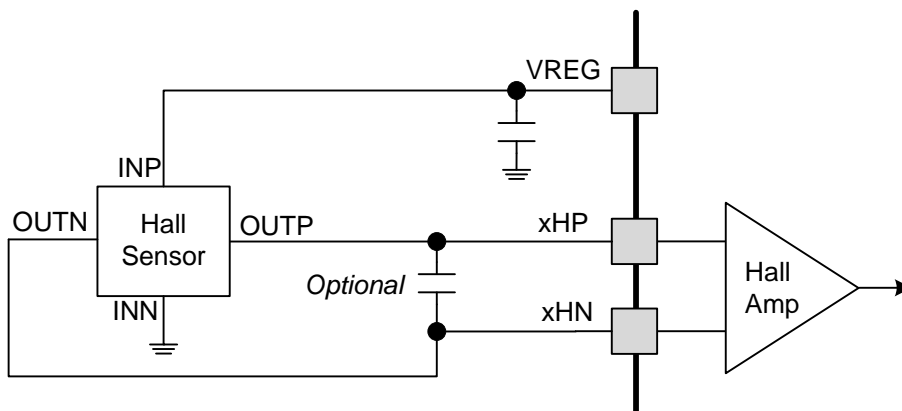 VREG
INP
OUTN
Hall
Sensor
OUTP
xHP
Optional
Hall
Amp
INN
xHN